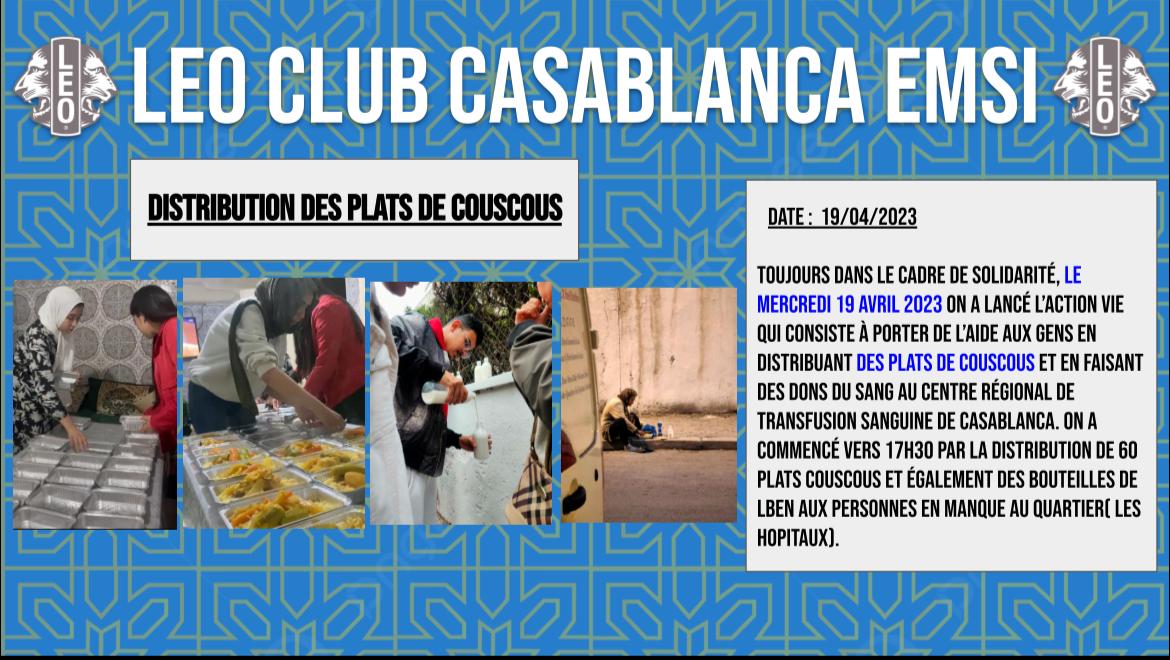 LEO
LEO CLUB CASABLANCA EMSI
LEO
DISTRIBUTION DES PLATS DE COUSCOUS
DATE : 19/04/2023
TOUJOURS DANS LE CADRE DE SOLIDARITÉ, LE
MERCREDI 19 AVRIL 2023 ON A LANCÉ L'ACTION VIE
QUI CONSISTE À PORTER DE L'AIDE AUX GENS EN
DISTRIBUANT DES PLATS DE COUSCOUS ET EN FAISANT
DES DONS DU SANG AU CENTRE RÉGIONAL DE
TRANSFUSION SANGUINE DE CASABLANCA. ON A
COMMENCÉ VERS 17H30 PAR LA DISTRIBUTION DE 60
PLATS COUSCOUS ET ÉGALEMENT DES BOUTEILLES DE
LBEN AUX PERSONNES EN MANQUE AU QUARTIER( LES
HOPITAUX).